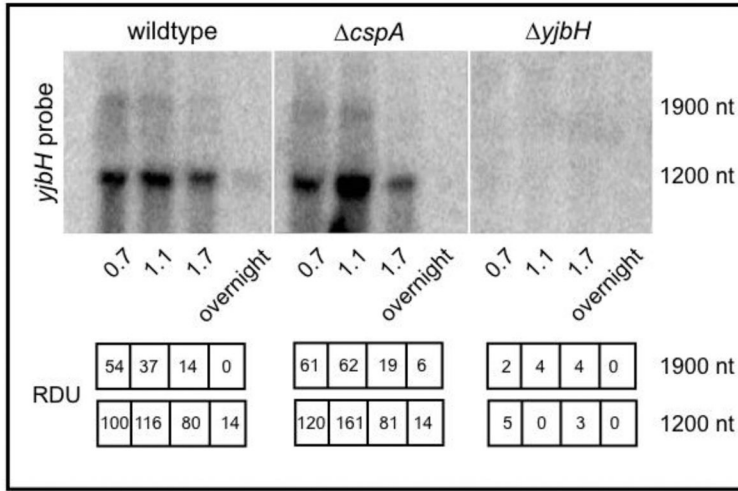 wildtype ΔcspA ΔyjbH
yjbH probe
1900 nt
1200 nt
0.7 1.1 1.7 overnight 0.7 1.1 1.7 overnight 0.7 1.1 1.7 overnight
RDU
54 37 14 0 61 62 19 6 2 4 4 0 1900 nt
100 116 80 14 120 161 81 14 5 0 3 0 1200 nt